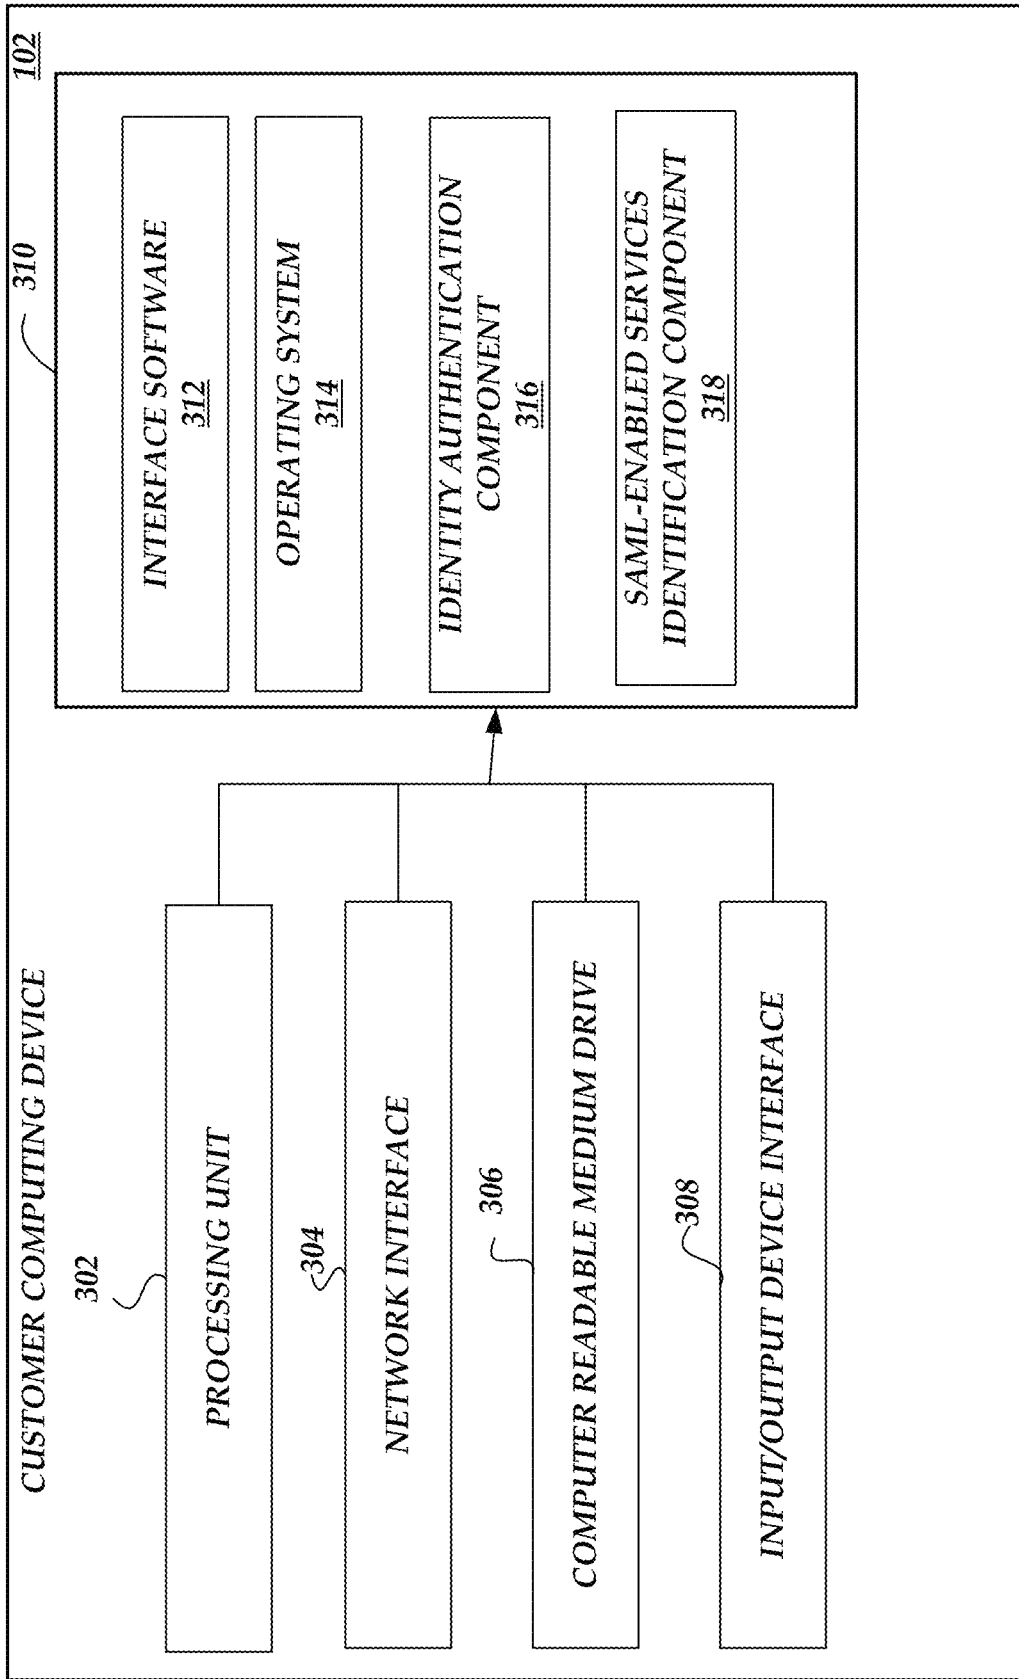 CUSTOMER COMPUTING DEVICE
102
302
PROCESSING UNIT
304
NETWORK INTERFACE
306
COMPUTER READABLE MEDIUM DRIVE
308
INPUT/OUTPUT DEVICE INTERFACE
310
INTERFACE SOFTWARE
312
OPERATING SYSTEM
314
IDENTITY AUTHENTICATION
COMPONENT
316
SAML-ENABLED SERVICES
IDENTIFICATION COMPONENT
318